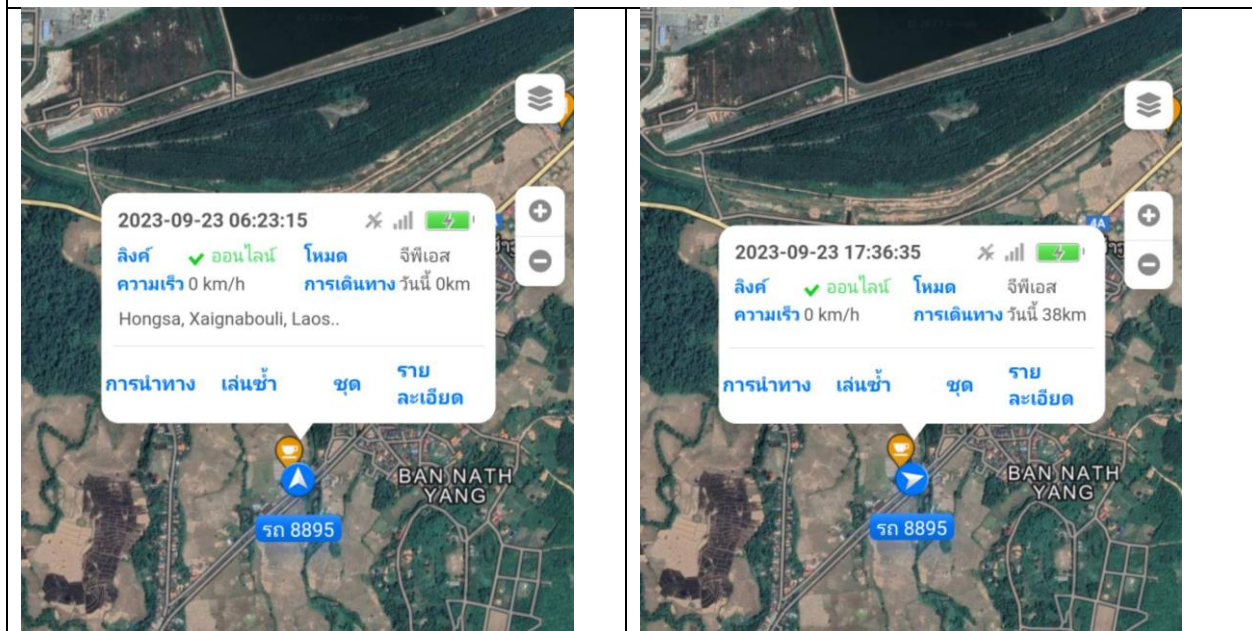 2023-09-23 06:23:15
ลิงค์ ออนไลน์ โหมด จีพีเอส
ความเร็ว 0 km/h การเดินทาง วันนี้ 0km
Hongsa, Xaignabouli, Laos..
การนำทาง เล่นซ้ำ ชุด ราย
ละเอียด
BAN NATH
YANG
รถ 8895
4A
2023-09-23 17:36:35
ลิงค์ ออนไลน์ โหมด จีพีเอส
ความเร็ว 0 km/h การเดินทาง วันนี้ 38km
การนำทาง เล่นซ้ำ ชุด ราย
ละเอียด
BAN NATH
YANG
รถ 8895